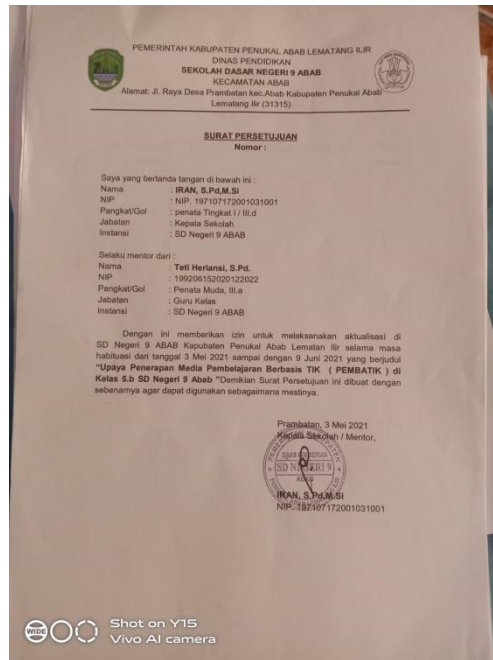 PEMERINTAH KABUPATEN PENUKAL ABAB LEMATANG ILIR
DINAS PENDIDIKAN
SEKOLAH DASAR NEGERI 9 ABAB
KECAMATAN ABAB
Alamat: Jl. Raya Desa Prambatan kec.Abab Kabupaten Penukal Abab
Lematang Ilir (31315)
SURAT PERSETUJUAN
Nomor :
Saya yang bertanda tangan di bawah ini :
Nama : IRAN, S.Pd,M.Si
NIP : NIP. 197107172001031001
Pangkat/Gol : penata Tingkat I / III.d
Jabatan : Kepala Sekolah
Instansi : SD Negeri 9 ABAB
Selaku mentor dari :
Nama : Teti Heriansi, S.Pd.
NIP : 199206152020122022
Pangkat/Gol : Penata Muda, III.a
Jabatan : Guru Kelas
Instansi : SD Negeri 9 ABAB
Dengan ini memberikan izin untuk melaksanakan aktualisasi di
SD Negeri 9 ABAB Kapubaten Penukal Abab Lematan Ilir selama masa
habituasi dari tanggal 3 Mei 2021 sampai dengan 9 Juni 2021 yang berjudul
"Upaya Penerapan Media Pembelajaran Berbasis TIK ( PEMBATIK ) di
Kelas 5.b SD Negeri 9 Abab "Demikian Surat Persetujuan ini dibuat dengan
sebenarnya agar dapat digunakan sebagaimana mestinya.
Prambatan, 3 Mei 2021
Kepala Sekolah / Mentor,
SD NEGERI 9
ABAB
IRAN, S.Pd,M.Si
NIP. 197107172001031001
WIDE
Shot on Y15
Vivo AI camera